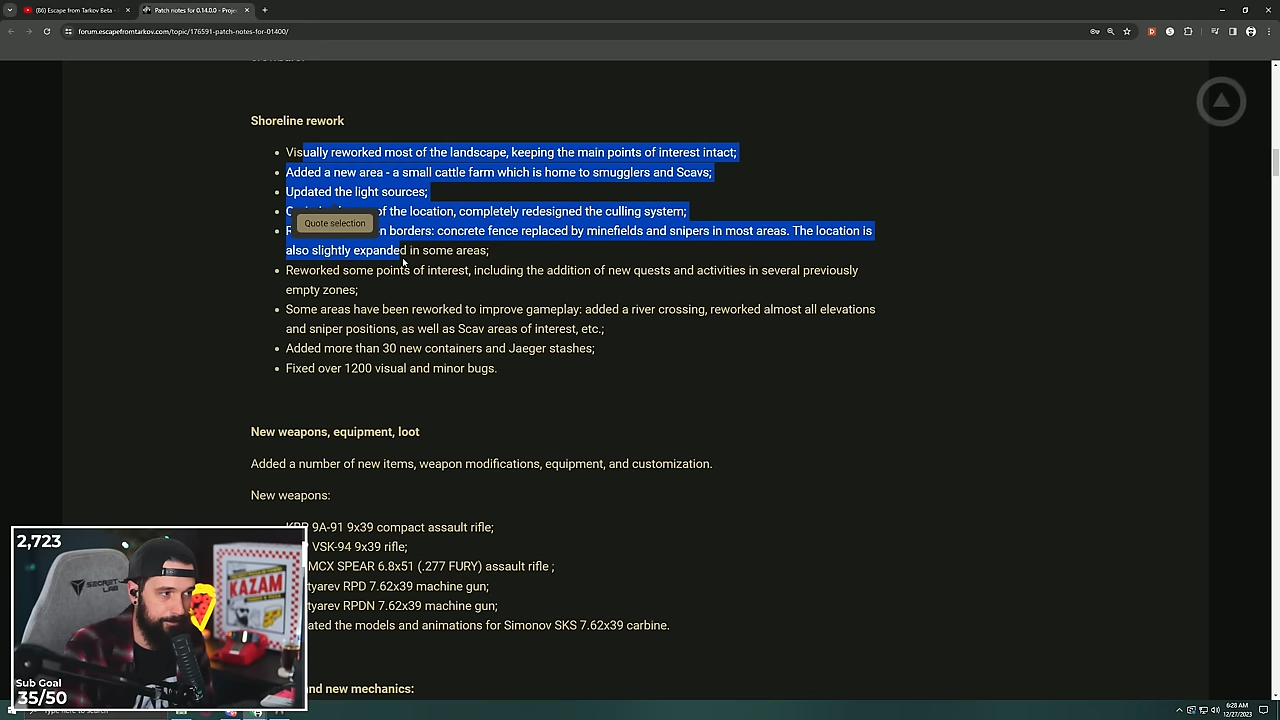 (86) Escape from Tarkov Beta -
Patch notes for 0.14.0.0 - Proje
forum.escapefromtarkov.com/topic/176591-patch-notes-for-01400/
Shoreline rework
Visually reworked most of the landscape, keeping the main points of interest intact;
Added a new area - a small cattle farm which is home to smugglers and Scavs;
Updated the light sources;
of the location, completely redesigned the culling system;
Quote selection
borders: concrete fence replaced by minefields and snipers in most areas. The location is
also slightly expanded in some areas;
Reworked some points of interest, including the addition of new quests and activities in several previously
empty zones;
Some areas have been reworked to improve gameplay: added a river crossing, reworked almost all elevations
and sniper positions, as well as Scav areas of interest, etc.;
Added more than 30 new containers and Jaeger stashes;
Fixed over 1200 visual and minor bugs.
New weapons, equipment, loot
Added a number of new items, weapon modifications, equipment, and customization.
New weapons:
9A-91 9x39 compact assault rifle;
VSK-94 9x39 rifle;
MCX SPEAR 6.8x51 (.277 FURY) assault rifle ;
tyarev RPD 7.62x39 machine gun;
tyarev RPDN 7.62x39 machine gun;
ated the models and animations for Simonov SKS 7.62x39 carbine.
nd new mechanics:
2,723
SECRET
LAB
KAZAM
Sub Goal
35/50
Type here to search
6:28 AM
12/27/2023